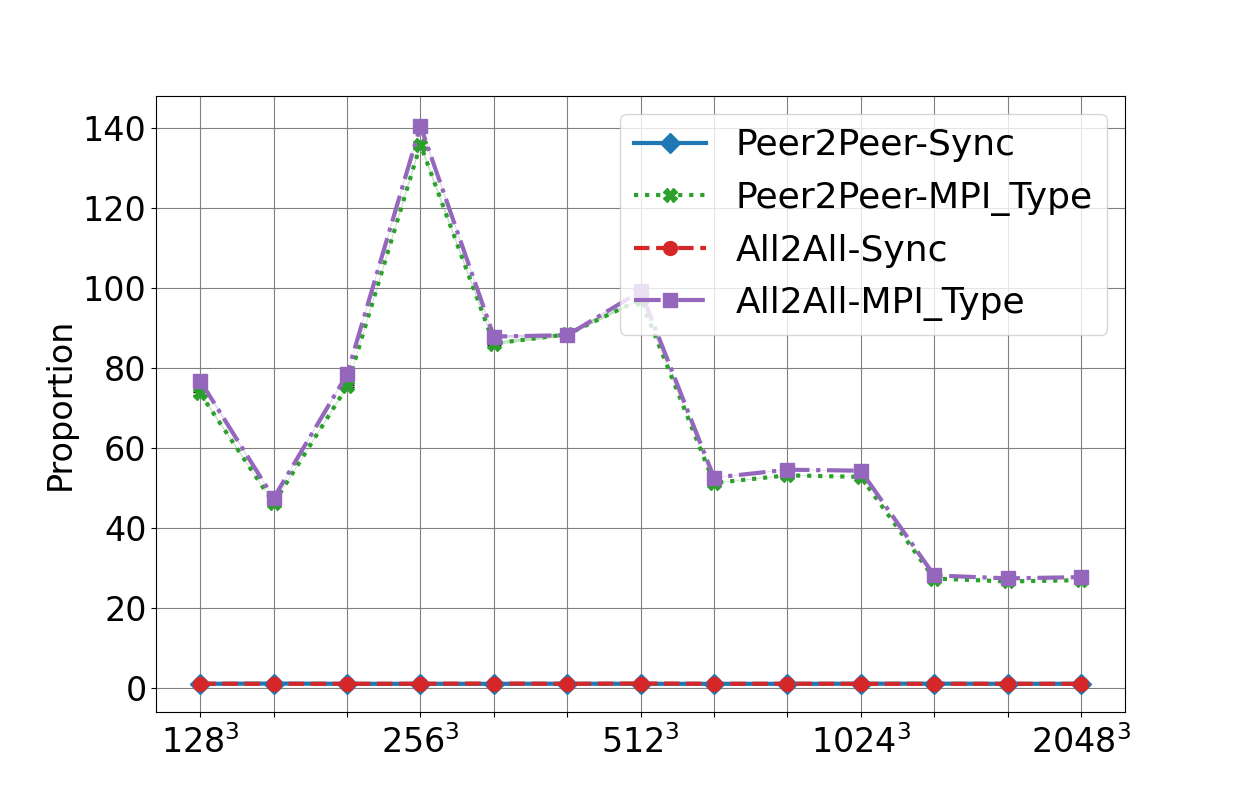 Peer2Peer-Sync
Peer2Peer-MPI_Type
All2All-Sync
All2All-MPI_Type
Proportion
140
120
100
80
60
40
20
0
128³
256³
512³
1024³
2048³